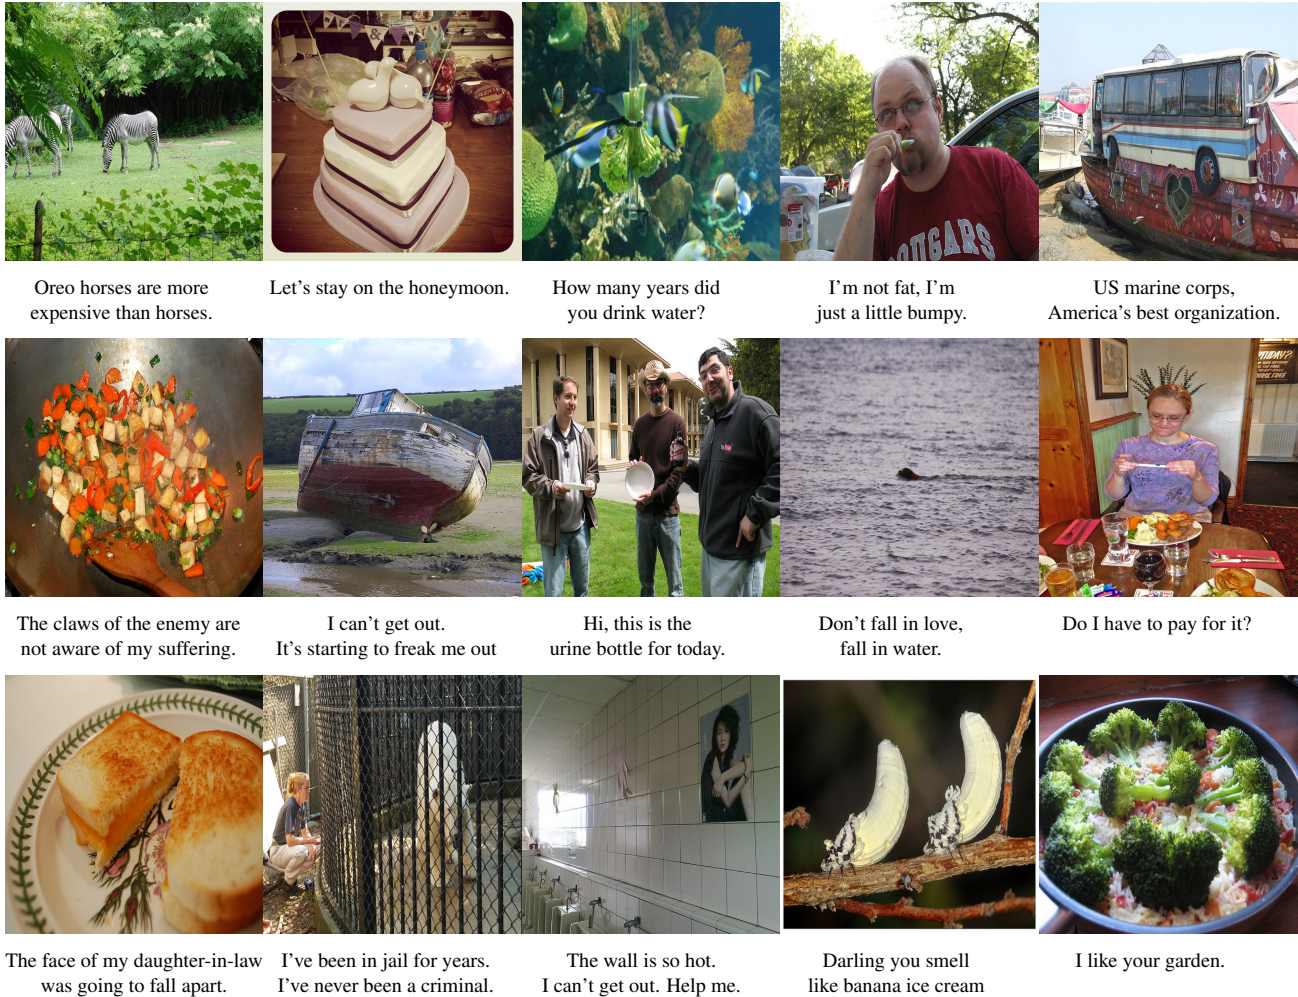 &
COUGARS
Oreo horses are more
expensive than horses.
Let's stay on the honeymoon.
How many years did
you drink water?
I'm not fat, I'm
just a little bumpy.
US marine corps,
America's best organization.
The claws of the enemy are
not aware of my suffering.
I can't get out.
It's starting to freak me out
Hi, this is the
urine bottle for today.
Don't fall in love,
fall in water.
Do I have to pay for it?
The face of my daughter-in-law
was going to fall apart.
I've been in jail for years.
I've never been a criminal.
The wall is so hot.
I can't get out. Help me.
Darling you smell
like banana ice cream
I like your garden.